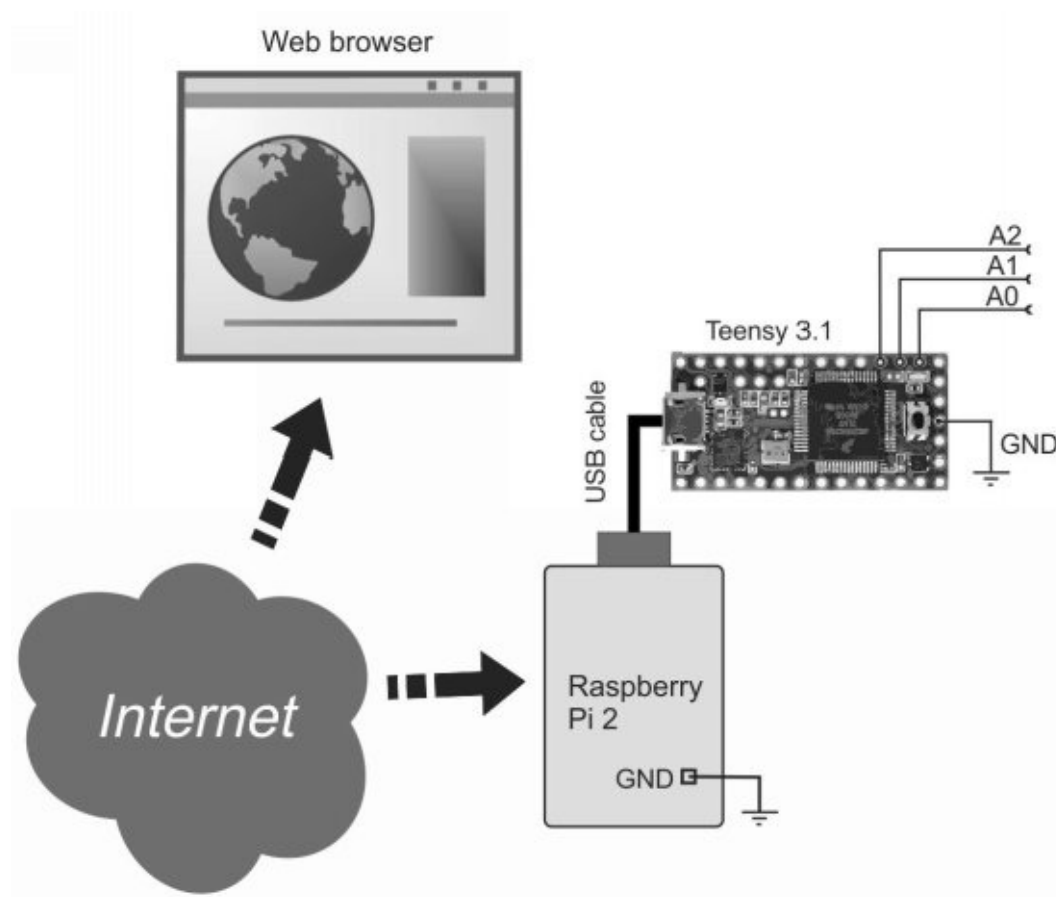 Web browser
A2
A1
A0
Teensy 3.1
USB cable
GND
Internet
Raspberry
Pi 2
GND